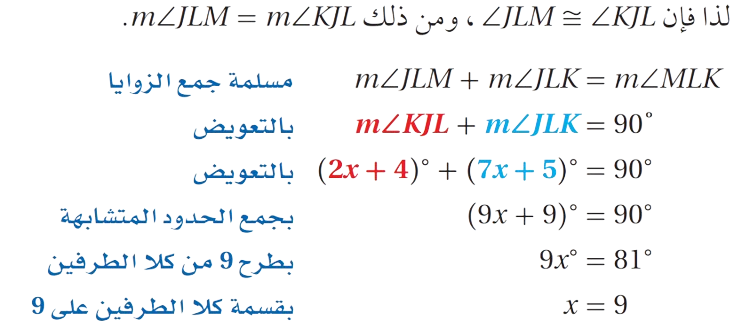 لذا فإن ∠JLM ≅ ∠KJL ، ومن ذلك m∠JLM = m∠KJL.
m∠JLM + m∠JLK = m∠MLK مسلمة جمع الزوايا
m∠KJL + m∠JLK = 90° بالتعويض
(2x + 4)° + (7x + 5)° = 90° بالتعويض
(9x + 9)° = 90° بجمع الحدود المتشابهة
9x° = 81° بطرح 9 من كلا الطرفين
x = 9 بقسمة كلا الطرفين على 9